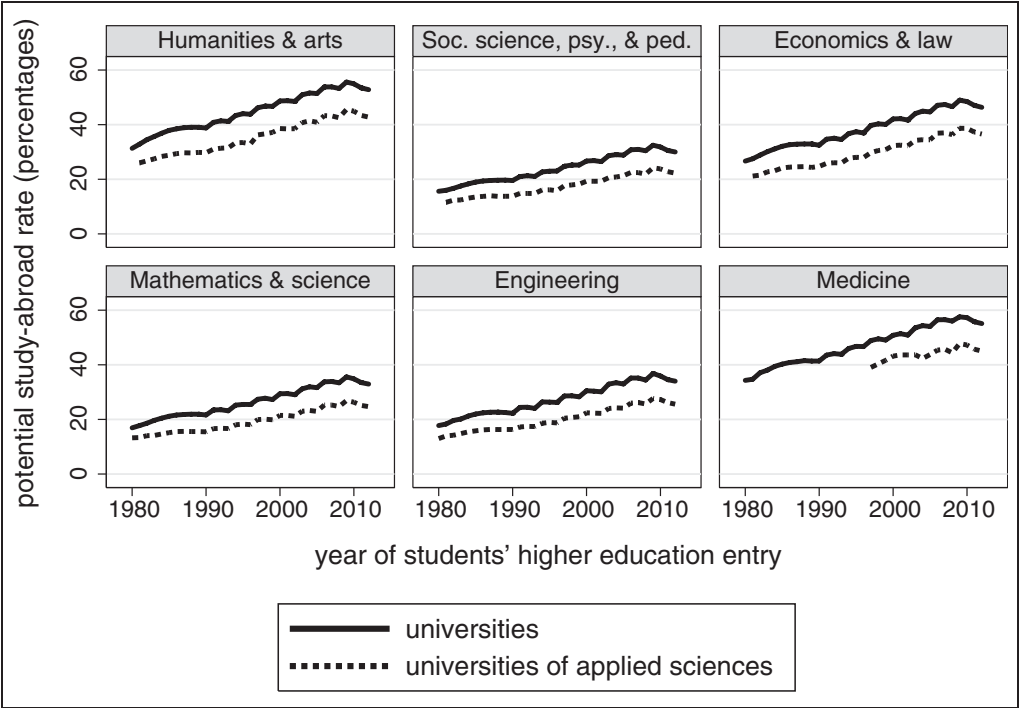 potential study-abroad rate (percentages)
Humanities & arts
Soc. science, psy., & ped.
Economics & law
60
40
20
0
Mathematics & science
Engineering
Medicine
60
40
20
0
1980 1990 2000 2010
1980 1990 2000 2010
1980 1990 2000 2010
year of students’ higher education entry
universities
universities of applied sciences